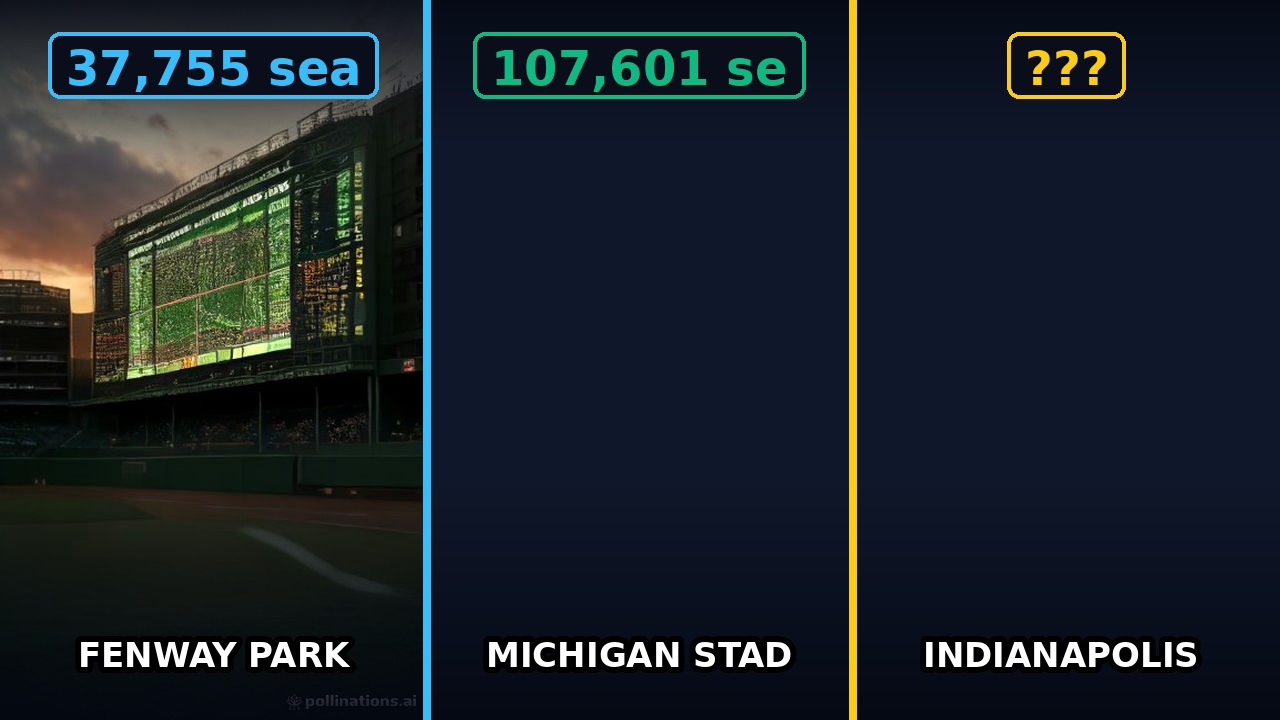 37,755 sea
107,601 se
???
FENWAY PARK
MICHIGAN STAD
INDIANAPOLIS
pollinations.ai